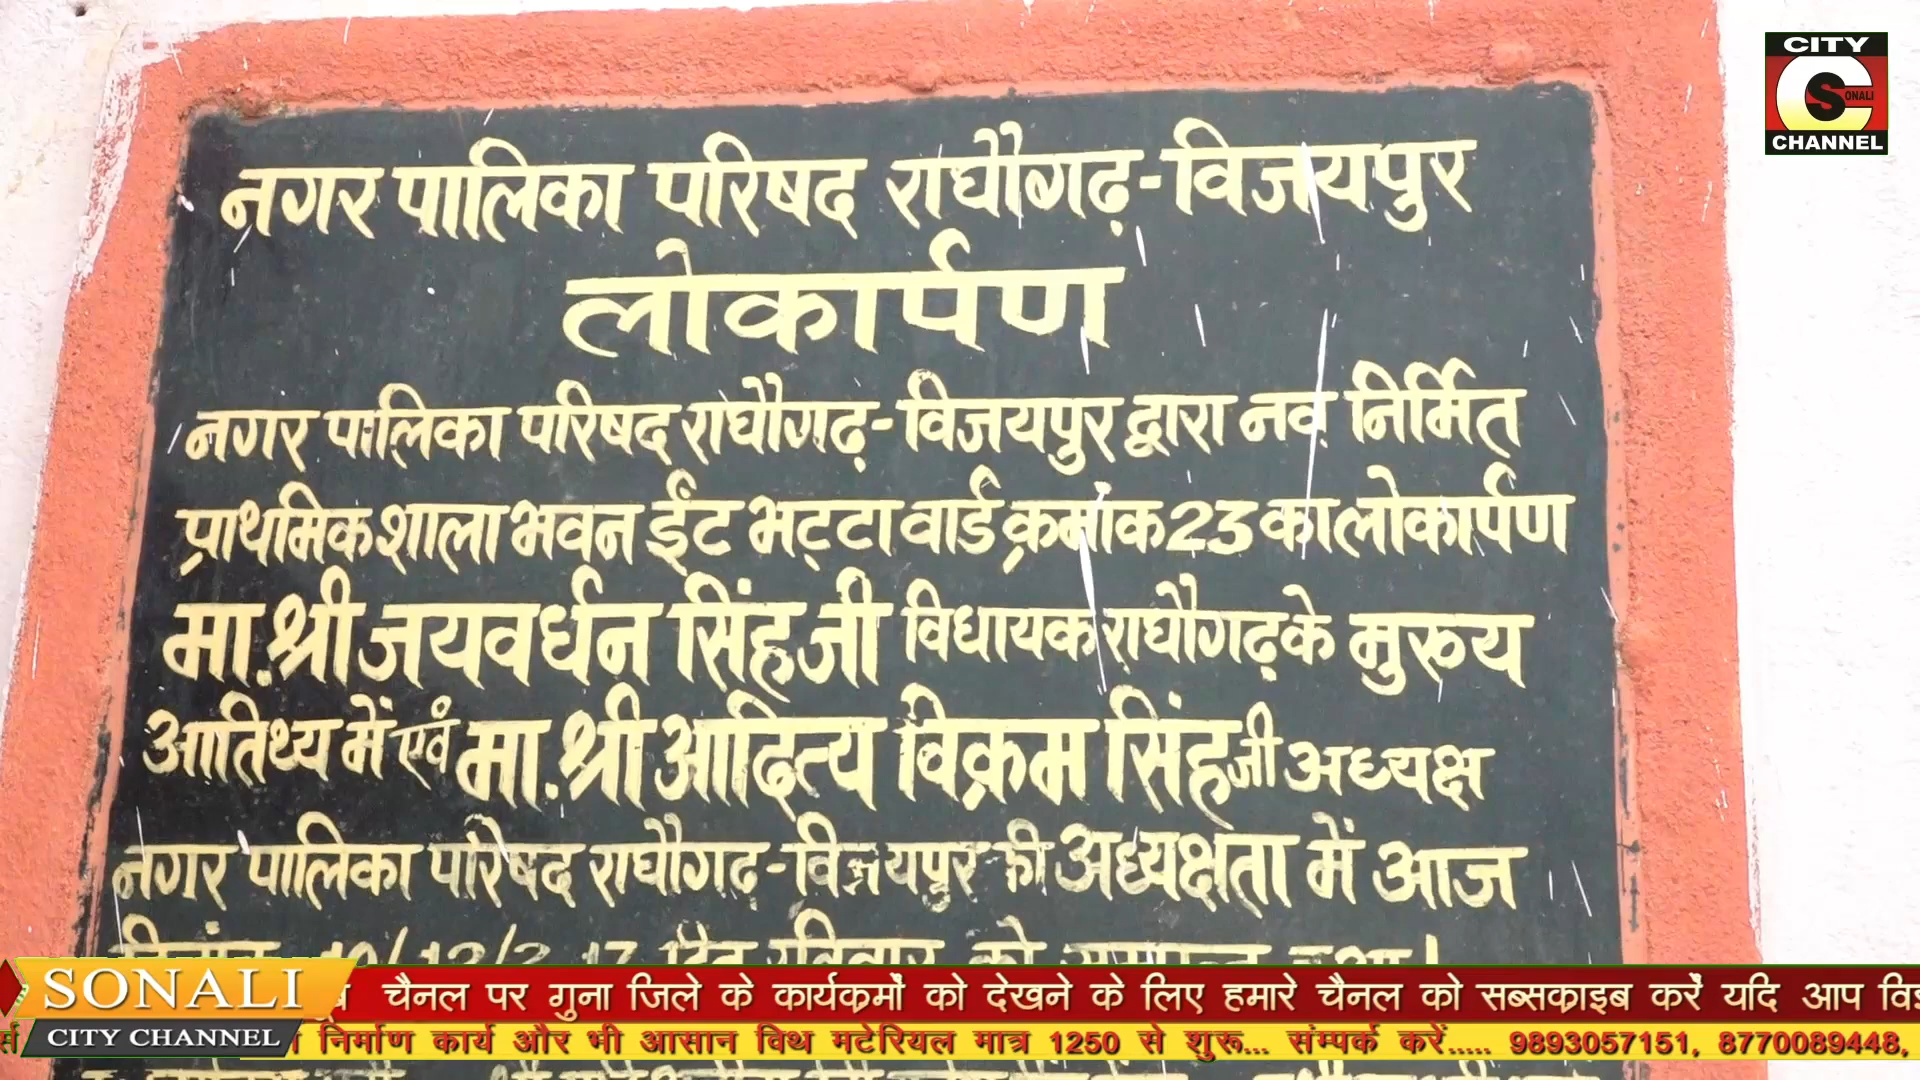 CITY
SONALI
CHANNEL
नगर पालिका परिषद राघौगढ़-विजयपुर
लोकार्पण
नगर पालिका परिषद राघौगढ़-विजयपुर द्वारा नव निर्मित
प्राथमिक शाला भवन ईंट भट्टा वार्ड क्रमांक 23 का लोकार्पण
मा. श्री जयवर्धन सिंह जी विधायक राघौगढ़ के मुख्य
आतिथ्य में एवं मा. श्री आदित्य विक्रम सिंह जी अध्यक्ष
नगर पालिका परिषद राघौगढ़-विजयपुर की अध्यक्षता में आज
दिनांक को सम्पन्न हुआ।
SONALI
चैनल पर गुना जिले के कार्यक्रमों को देखने के लिए हमारे चैनल को सब्सक्राइब करें यदि आप
CITY CHANNEL
निर्माण कार्य और भी आसान विथ मटेरियल मात्र 1250 से शुरू... संम्पर्क करें..... 9893057151, 8770089448,